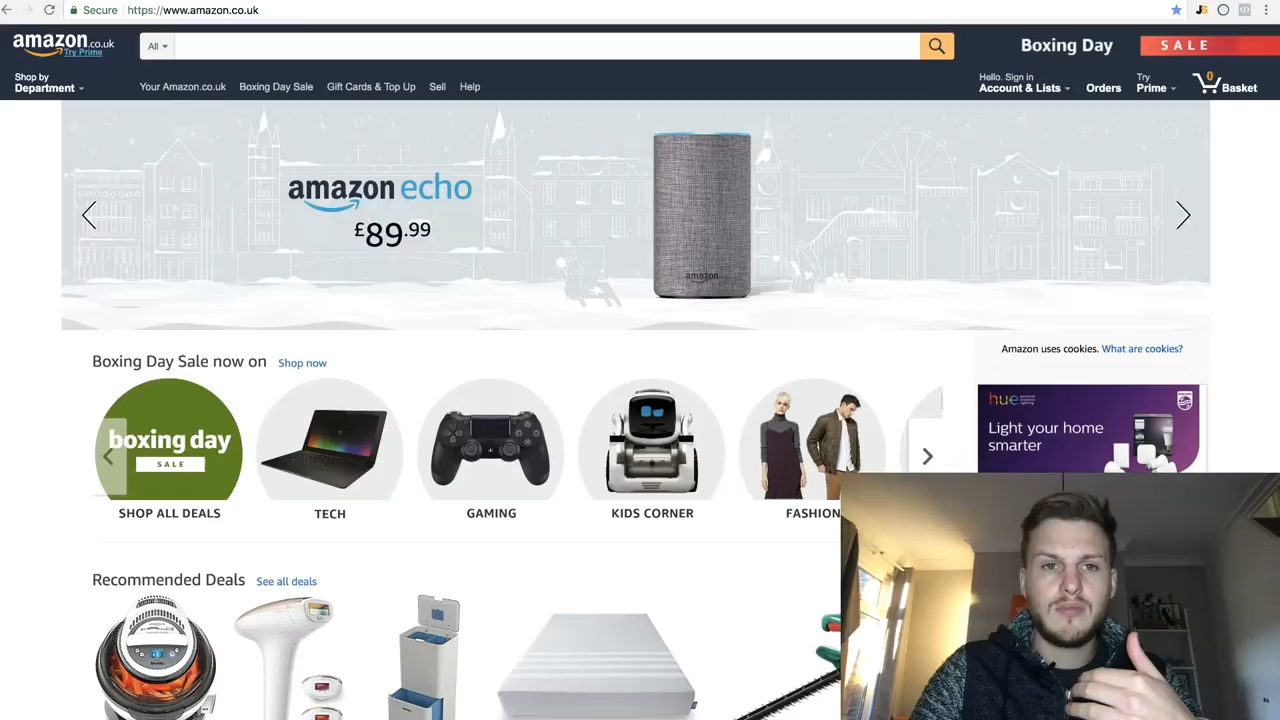 Secure https://www.amazon.co.uk
amazon.co.uk
Try Prime
All
Boxing Day SALE
Shop by
Department
Your Amazon.co.uk Boxing Day Sale Gift Cards & Top Up Sell Help
Hello. Sign in
Account & Lists
Orders
Try
Prime
0
Basket
amazon echo
£89.99
amazon
Boxing Day Sale now on Shop now
Amazon uses cookies. What are cookies?
boxing day
SALE
hue
Light your home
smarter
SHOP ALL DEALS TECH GAMING KIDS CORNER FASHION
Recommended Deals See all deals